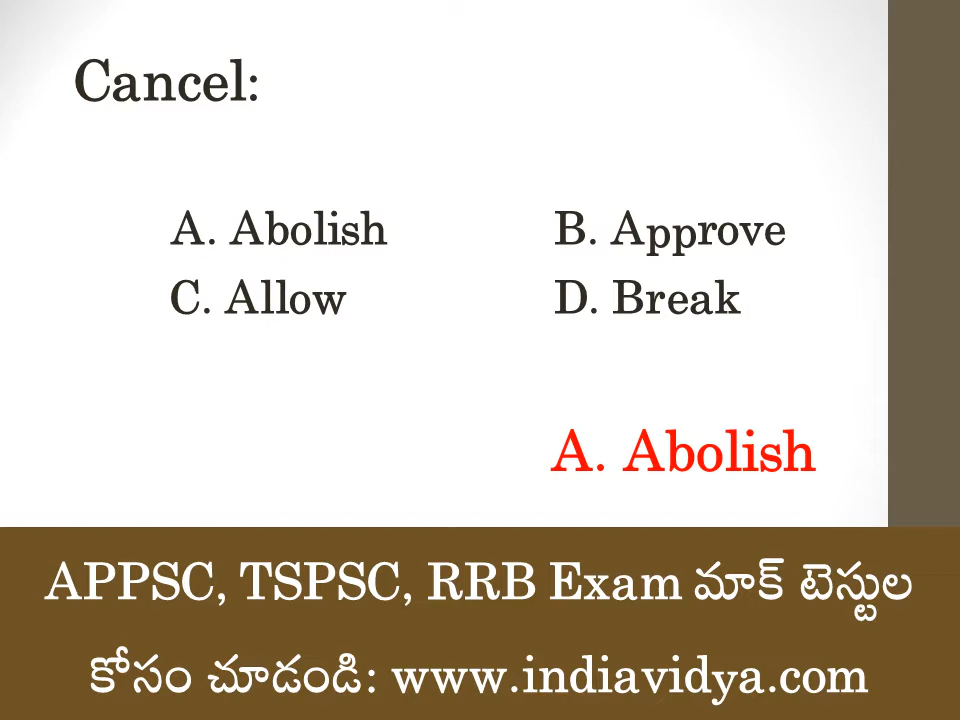 Cancel:
A. Abolish B. Approve
C. Allow D. Break
A. Abolish
APPSC, TSPSC, RRB Exam మాక్ టెస్టుల
కోసం చూడండి: www.indiavidya.com